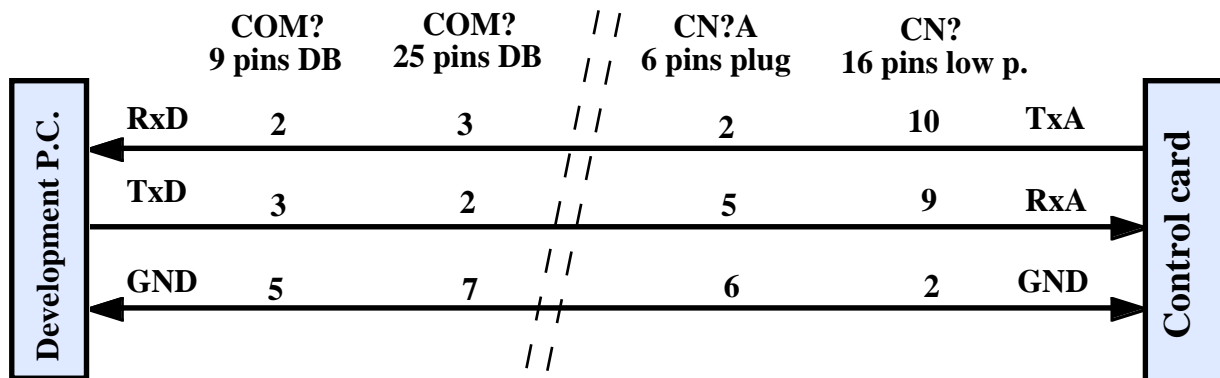 COM? COM? CN?A CN?
9 pins DB 25 pins DB 6 pins plug 16 pins low p.
Development P.C.
RxD 2 3 2 10 TxA
TxD 3 2 5 9 RxA
GND 5 7 6 2 GND
Control card